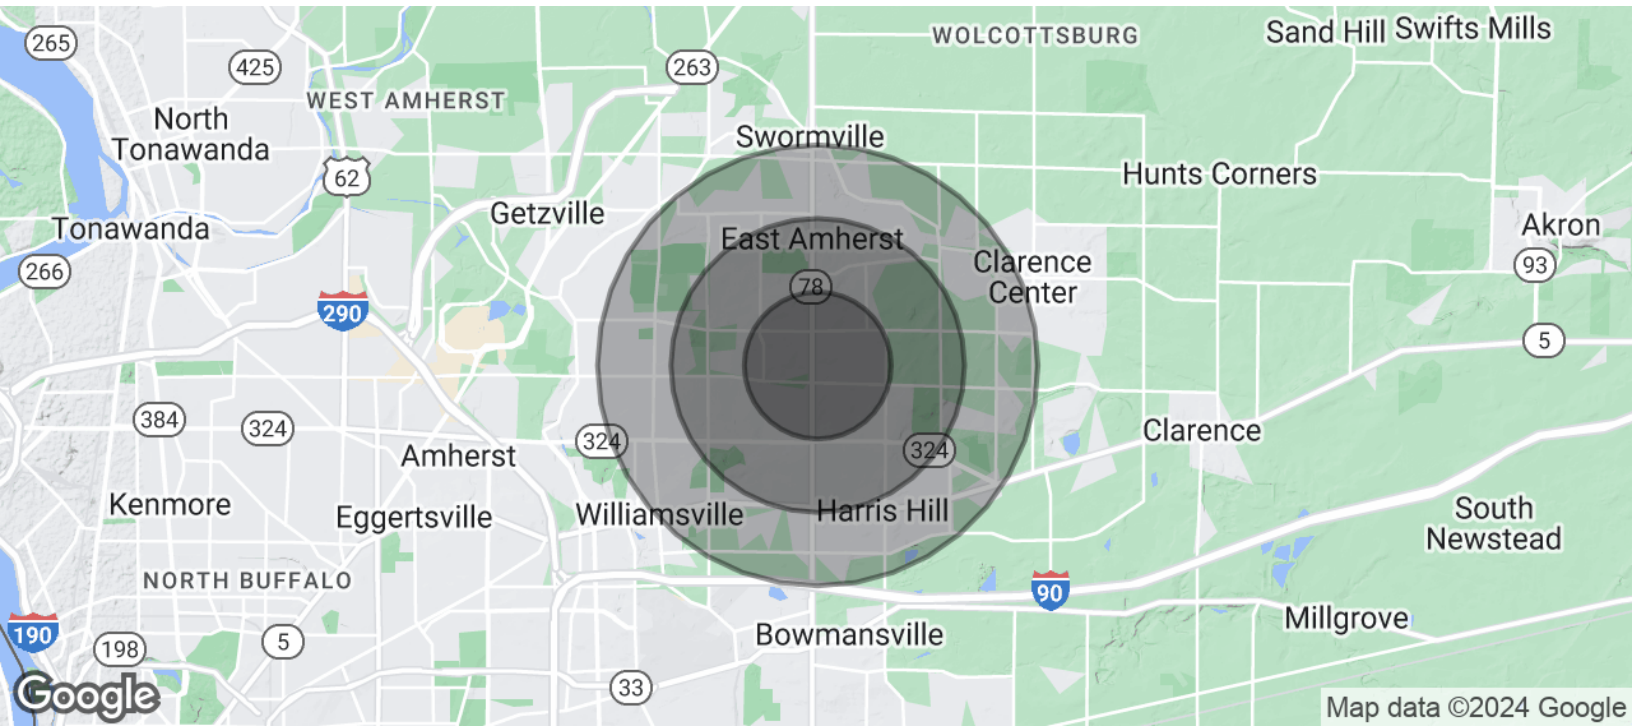 265
425
263
WOLCOTTSBURG
Sand Hill
Swifts Mills
WEST AMHERST
North
Tonawanda
Swormville
62
Hunts Corners
Getzville
Tonawanda
East Amherst
Akron
266
Clarence
Center
93
78
290
5
384
324
324
324
Clarence
Amherst
Kenmore
Eggertsville
Williamsville
Harris Hill
South
Newstead
NORTH BUFFALO
90
190
198
5
Bowmansville
Millgrove
33
Google
Map data ©2024 Google